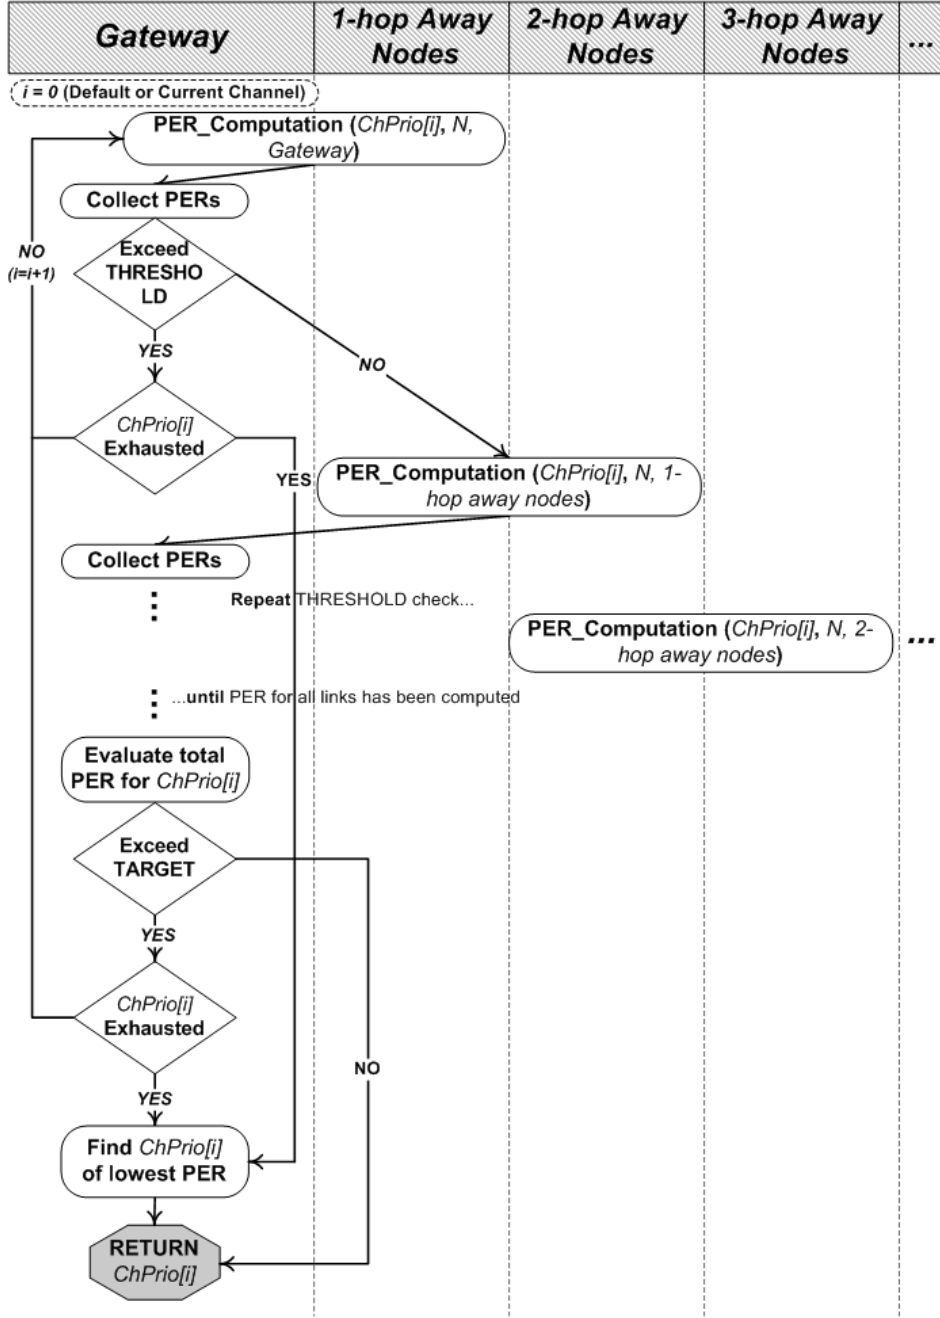 Gateway
1-hop Away
Nodes
2-hop Away
Nodes
3-hop Away
Nodes
...
i = 0 (Default or Current Channel)
PER_Computation (ChPrio[i], N,
Gateway)
Collect PERs
NO
(i=i+1)
Exceed
THRESHO
LD
YES
NO
ChPrio[i]
Exhausted
YES
PER_Computation (ChPrio[i], N, 1-
hop away nodes)
Collect PERs
Repeat THRESHOLD check...
PER_Computation (ChPrio[i], N, 2-
hop away nodes)
...
...until PER for all links has been computed
Evaluate total
PER for ChPrio[i]
Exceed
TARGET
YES
ChPrio[i]
Exhausted
NO
YES
Find ChPrio[i]
of lowest PER
RETURN
ChPrio[i]